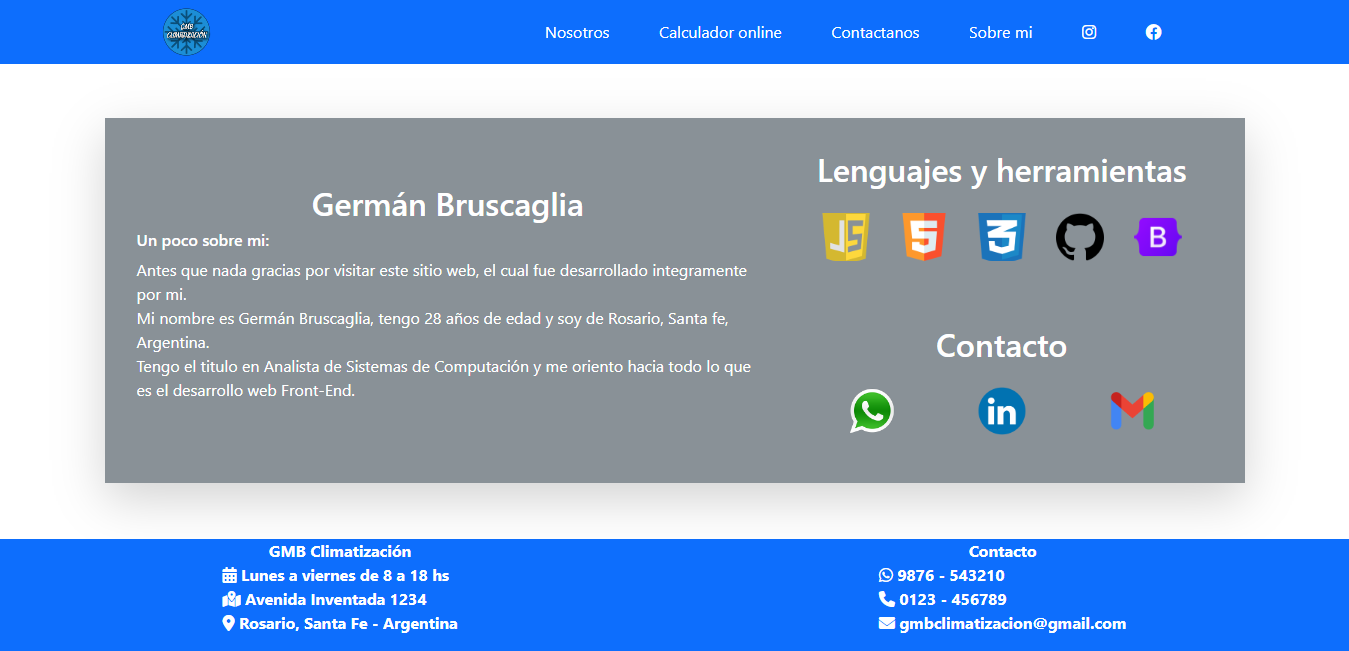 GMB
CLIMATIZACIÓN
Nosotros
Calculador online
Contactanos
Sobre mi
Germán Bruscaglia
Un poco sobre mi:
Antes que nada gracias por visitar este sitio web, el cual fue desarrollado integramente
por mi.
Mi nombre es Germán Bruscaglia, tengo 28 años de edad y soy de Rosario, Santa fe,
Argentina.
Tengo el titulo en Analista de Sistemas de Computación y me oriento hacia todo lo que
es el desarrollo web Front-End.
Lenguajes y herramientas
JS
5
3
B
Contacto
in
GMB Climatización
Lunes a viernes de 8 a 18 hs
Avenida Inventada 1234
Rosario, Santa Fe - Argentina
Contacto
9876 - 543210
0123 - 456789
gmbclimatizacion@gmail.com